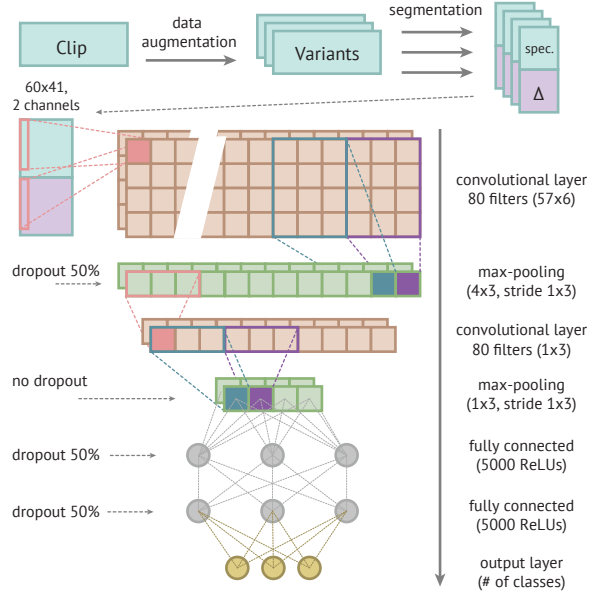 Clip
data
augmentation
Variants
segmentation
spec.
Δ
60x41,
2 channels
convolutional layer
80 filters (57x6)
dropout 50%
max-pooling
(4x3, stride 1x3)
convolutional layer
80 filters (1x3)
no dropout
max-pooling
(1x3, stride 1x3)
dropout 50%
fully connected
(5000 ReLUs)
dropout 50%
fully connected
(5000 ReLUs)
output layer
(# of classes)